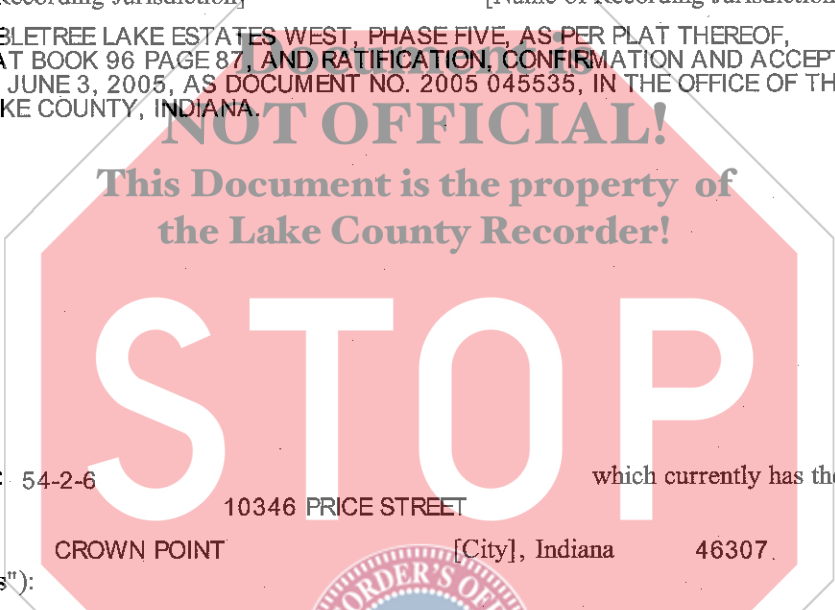 Recording Jurisdiction] [Name of Recording Jurisdiction
BLETREE LAKE ESTATES WEST, PHASE FIVE, AS PER PLAT THEREOF,
AT BOOK 96 PAGE 87, AND RATIFICATION, CONFIRMATION AND ACCEPT
JUNE 3, 2005, AS DOCUMENT NO. 2005 045535, IN THE OFFICE OF TH
KE COUNTY, INDIANA.
Document is
NOT OFFICIAL!
This Document is the property of
the Lake County Recorder!
STOP
: 54-2-6 which currently has the
10346 PRICE STREET
CROWN POINT [City], Indiana 46307
s"):
ORDER'S OF